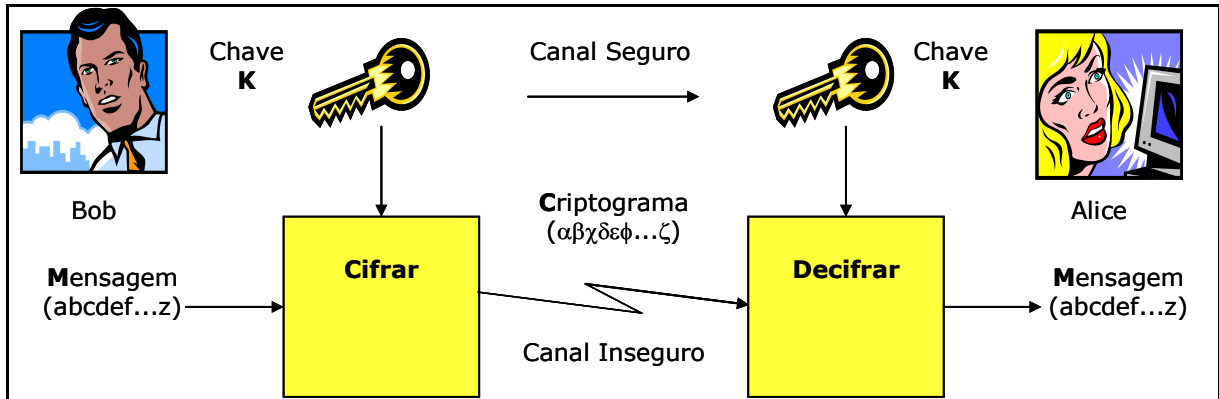 Chave
K
Canal Seguro
Chave
K
Bob
Criptograma
(αβχδεφ...ζ)
Alice
Mensagem
(abcdef...z)
Cifrar
Decifrar
Mensagem
(abcdef...z)
Canal Inseguro